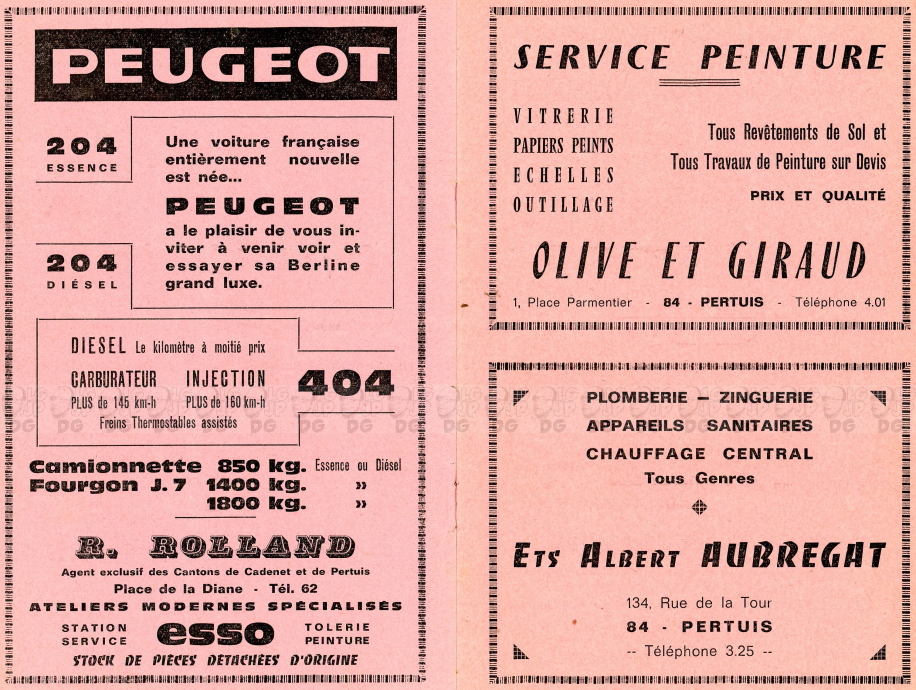 PEUGEOT
204
ESSENCE
Une voiture française
entièrement nouvelle
est née...
PEUGEOT
a le plaisir de vous in-
viter à venir voir et
essayer sa Berline
grand luxe.
204
DIÉSEL
DIESEL Le kilomètre à moitié prix
CARBURATEUR INJECTION
PLUS de 145 km-h PLUS de 160 km-h
Freins Thermostables assistés
404
Camionnette 850 kg. Essence ou Diésel
Fourgon J.7 1400 kg. »
1800 kg. »
R. ROLLAND
Agent exclusif des Cantons de Cadenet et de Pertuis
Place de la Diane - Tél. 62
ATELIERS MODERNES SPÉCIALISÉS
STATION SERVICE
esso
TOLERIE PEINTURE
STOCK DE PIÈCES DÉTACHÉES D'ORIGINE
SERVICE PEINTURE
VITRERIE
PAPIERS PEINTS
ECHELLES
OUTILLAGE
Tous Revêtements de Sol et
Tous Travaux de Peinture sur Devis
PRIX ET QUALITÉ
OLIVE ET GIRAUD
1, Place Parmentier - 84 - PERTUIS - Téléphone 4.01
PLOMBERIE – ZINGUERIE
APPAREILS SANITAIRES
CHAUFFAGE CENTRAL
Tous Genres
ETS ALBERT AUBREGAT
134, Rue de la Tour
84 - PERTUIS
-- Téléphone 3.25 --